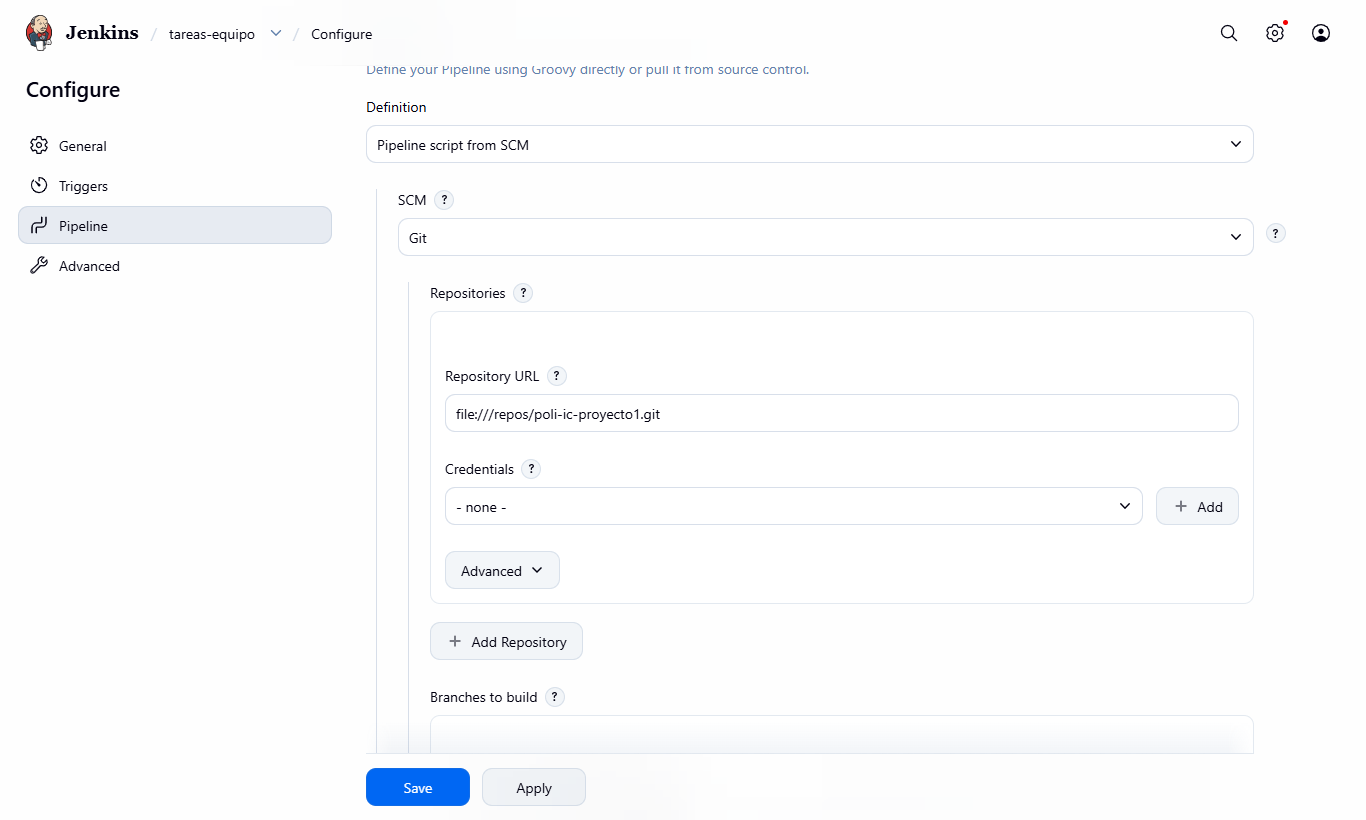 Jenkins / tareas-equipo / Configure
Configure
General
Triggers
Pipeline
Advanced
Define your Pipeline using Groovy directly or pull it from source control.
Definition
Pipeline script from SCM
SCM ?
Git
?
Repositories ?
Repository URL ?
file:///repos/poli-ic-proyecto1.git
Credentials ?
- none -
+ Add
Advanced
+ Add Repository
Branches to build ?
Save
Apply